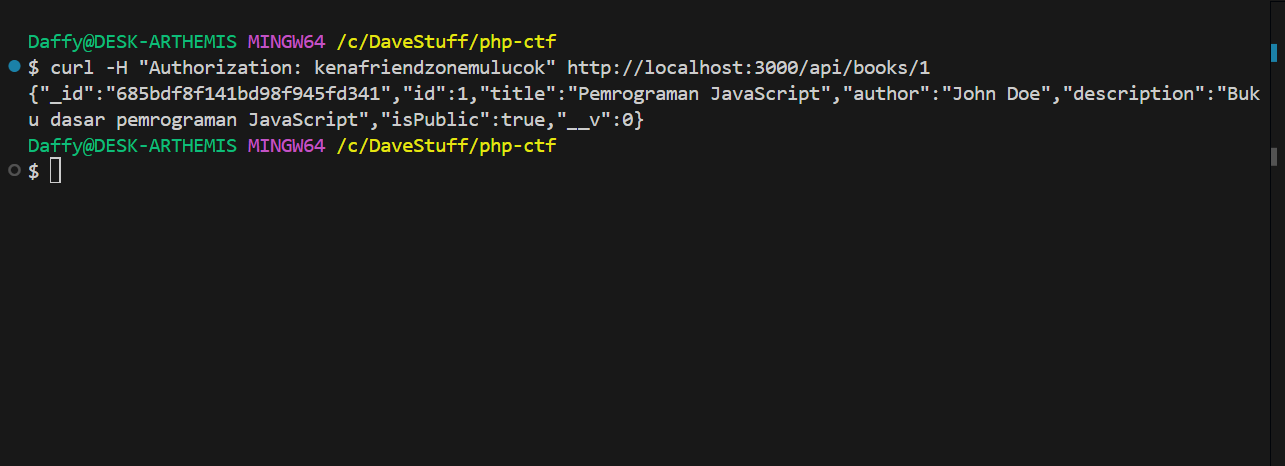 Daffy@DESK-ARTHEMIS MINGW64 /c/DaveStuff/php-ctf
$ curl -H "Authorization: kenafriendzonemulucok" http://localhost:3000/api/books/1
{"_id":"685bdf8f141bd98f945fd341","id":1,"title":"Pemrograman JavaScript","author":"John Doe","description":"Buk
u dasar pemrograman JavaScript","isPublic":true,"__v":0}
Daffy@DESK-ARTHEMIS MINGW64 /c/DaveStuff/php-ctf
$